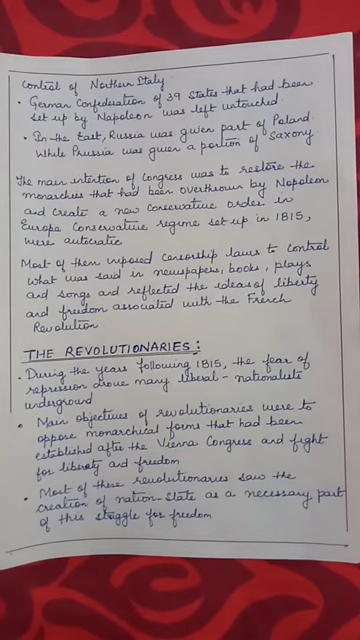 control of Northern Italy
• German Confederation of 39 States that had been
set up by Napoleon was left untouched.
• In the East, Russia was given part of Poland
While Prussia was given a portion of Saxony
The main intention of Congress was to restore the
monarchies that had been overthrown by Napoleon
and create a new Conservative order in
Europe Conservative regime set up in 1815,
were autocratic
Most of them imposed censorship laws to control
what was said in newspapers, books, plays
and songs and reflected the ideas of liberty
and freedom associated with the French
Revolution
THE REVOLUTIONARIES:
• During the years following 1815, the fear of
repression drove many liberal - nationalists
underground
• Main objectives of revolutionaries were to
oppose monarchical forms that had been
established after the Vienna Congress and fight
for liberty and freedom
• Most of these revolutionaries saw the
creation of nation-State as a necessary part
of this struggle for freedom